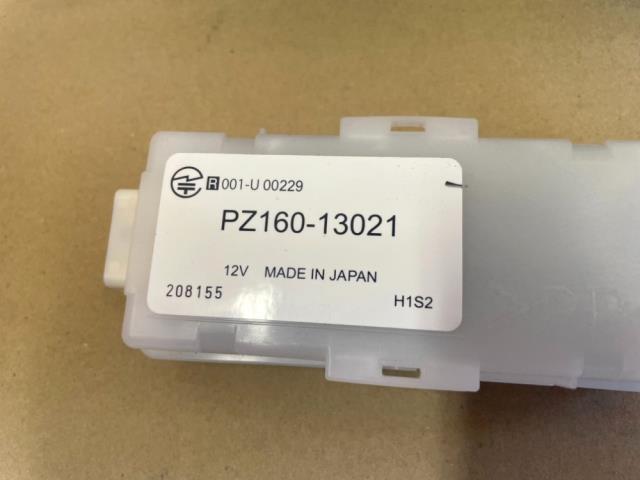 R 001-U 00229
PZ160-13021
12V MADE IN JAPAN
208155
H1S2